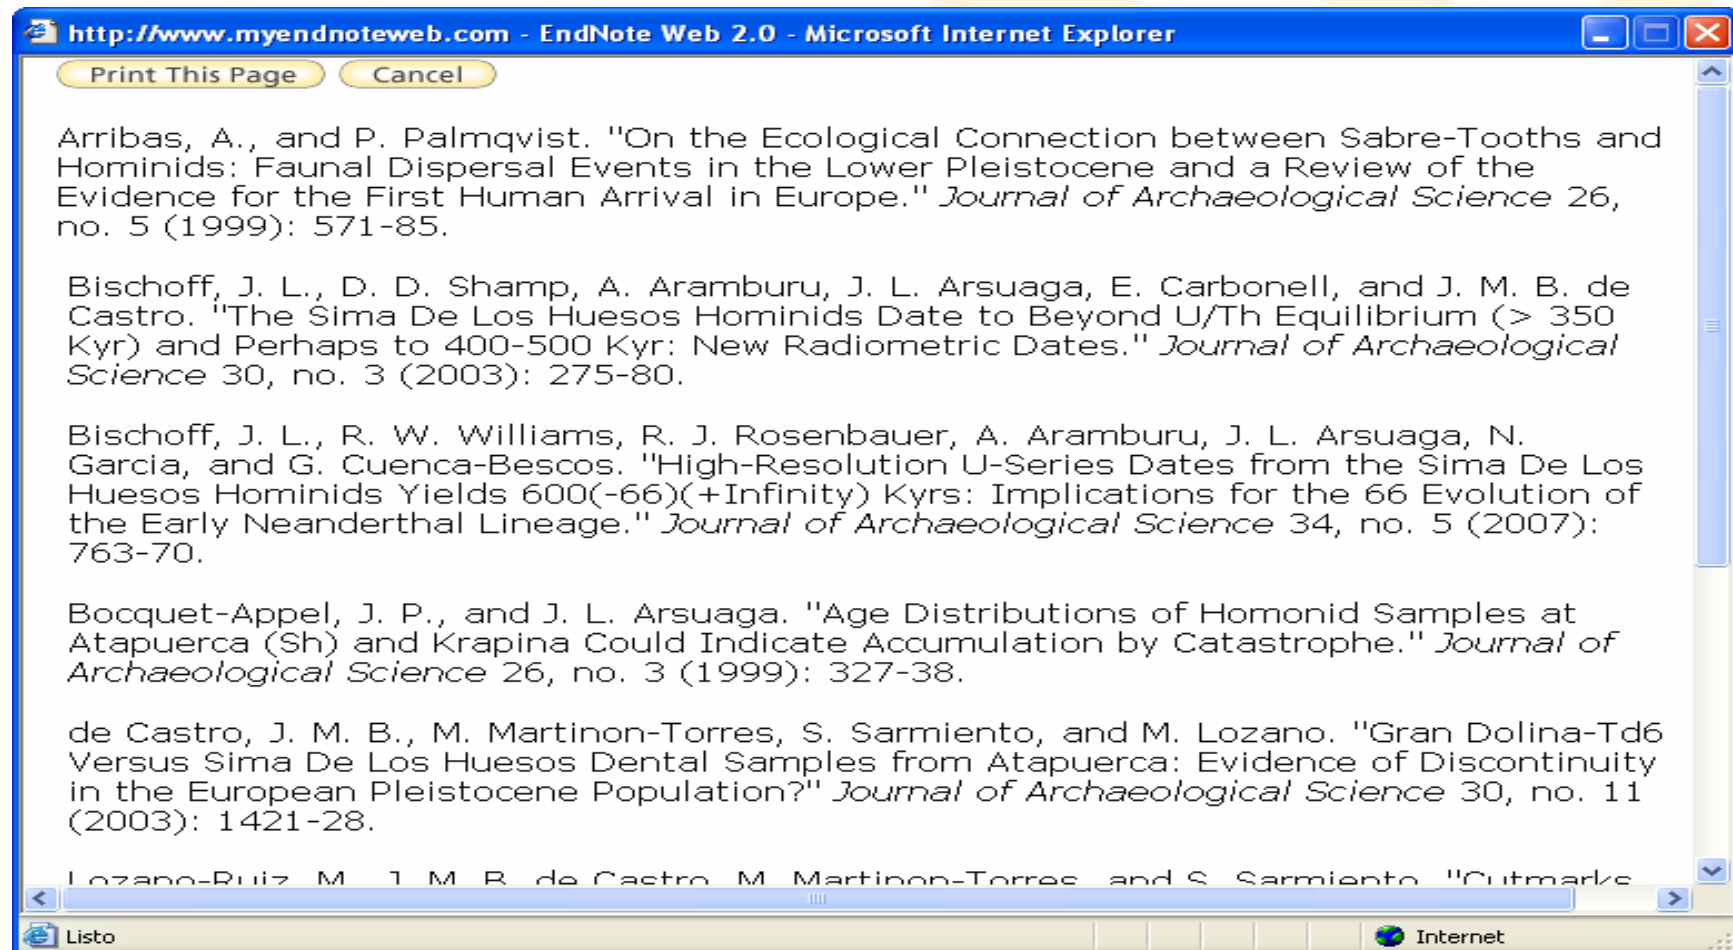 http://www.myendnoteweb.com - EndNote Web 2.0 - Microsoft Internet Explorer
Print This Page Cancel
Arribas, A., and P. Palmqvist. "On the Ecological Connection between Sabre-Tooths and
Hominids: Faunal Dispersal Events in the Lower Pleistocene and a Review of the
Evidence for the First Human Arrival in Europe." Journal of Archaeological Science 26,
no. 5 (1999): 571-85.
Bischoff, J. L., D. D. Shamp, A. Aramburu, J. L. Arsuaga, E. Carbonell, and J. M. B. de
Castro. "The Sima De Los Huesos Hominids Date to Beyond U/Th Equilibrium (> 350
Kyr) and Perhaps to 400-500 Kyr: New Radiometric Dates." Journal of Archaeological
Science 30, no. 3 (2003): 275-80.
Bischoff, J. L., R. W. Williams, R. J. Rosenbauer, A. Aramburu, J. L. Arsuaga, N.
Garcia, and G. Cuenca-Bescos. "High-Resolution U-Series Dates from the Sima De Los
Huesos Hominids Yields 600(-66)(+Infinity) Kyrs: Implications for the 66 Evolution of
the Early Neanderthal Lineage." Journal of Archaeological Science 34, no. 5 (2007):
763-70.
Bocquet-Appel, J. P., and J. L. Arsuaga. "Age Distributions of Homonid Samples at
Atapuerca (Sh) and Krapina Could Indicate Accumulation by Catastrophe." Journal of
Archaeological Science 26, no. 3 (1999): 327-38.
de Castro, J. M. B., M. Martinon-Torres, S. Sarmiento, and M. Lozano. "Gran Dolina-Td6
Versus Sima De Los Huesos Dental Samples from Atapuerca: Evidence of Discontinuity
in the European Pleistocene Population?" Journal of Archaeological Science 30, no. 11
(2003): 1421-28.
Lozano-Ruiz, M., J. M. B. de Castro, M. Martinon-Torres, and S. Sarmiento. "Cutmarks
Listo Internet